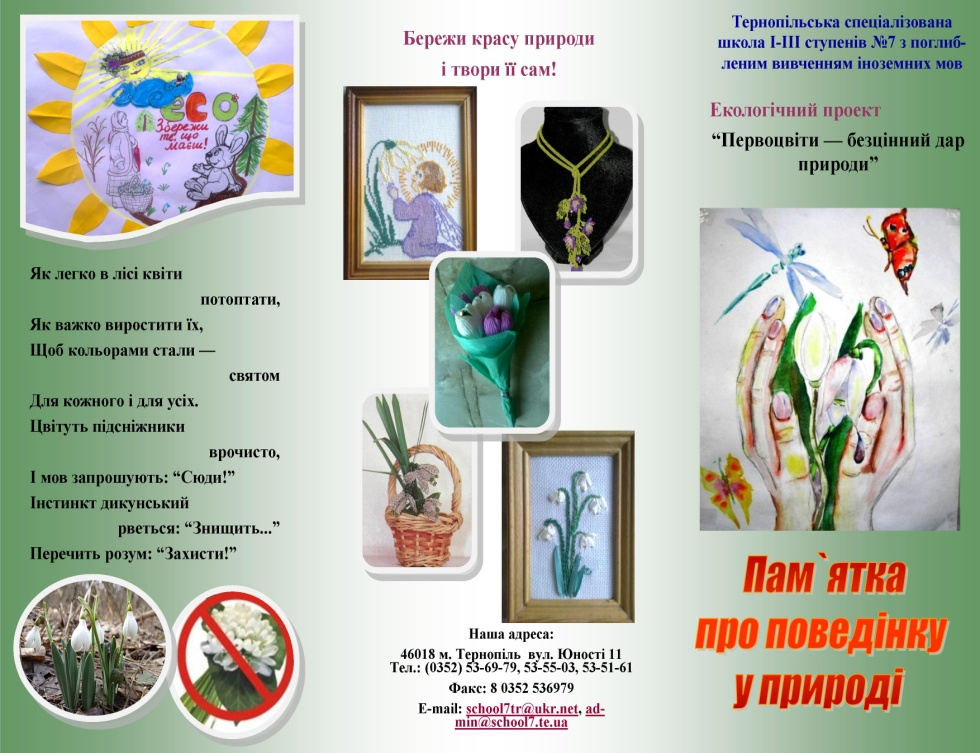 eco
Збережи
те, що
маєш!
Як легко в лісі квіти
потоптати,
Як важко виростити їх,
Щоб кольорами стали —
святом
Для кожного і для усіх.
Цвітуть підсніжники
врочисто,
І мов запрошують: “Сюди!”
Інстинкт дикунський
рветься: “Знищить...”
Перечить розум: “Захисти!”
Бережи красу природи
і твори її сам!
Наша адреса:
46018 м. Тернопіль вул. Юності 11
Тел.: (0352) 53-69-79, 53-55-03, 53-51-61
Факс: 8 0352 536979
E-mail: school7tr@ukr.net, ad-
min@school7.te.ua
Тернопільська спеціалізована
школа І-ІІІ ступенів №7 з поглиб-
леним вивченням іноземних мов
Екологічний проект
“Первоцвіти — безцінний дар
природи”
Пам`ятка
про поведінку
у природі